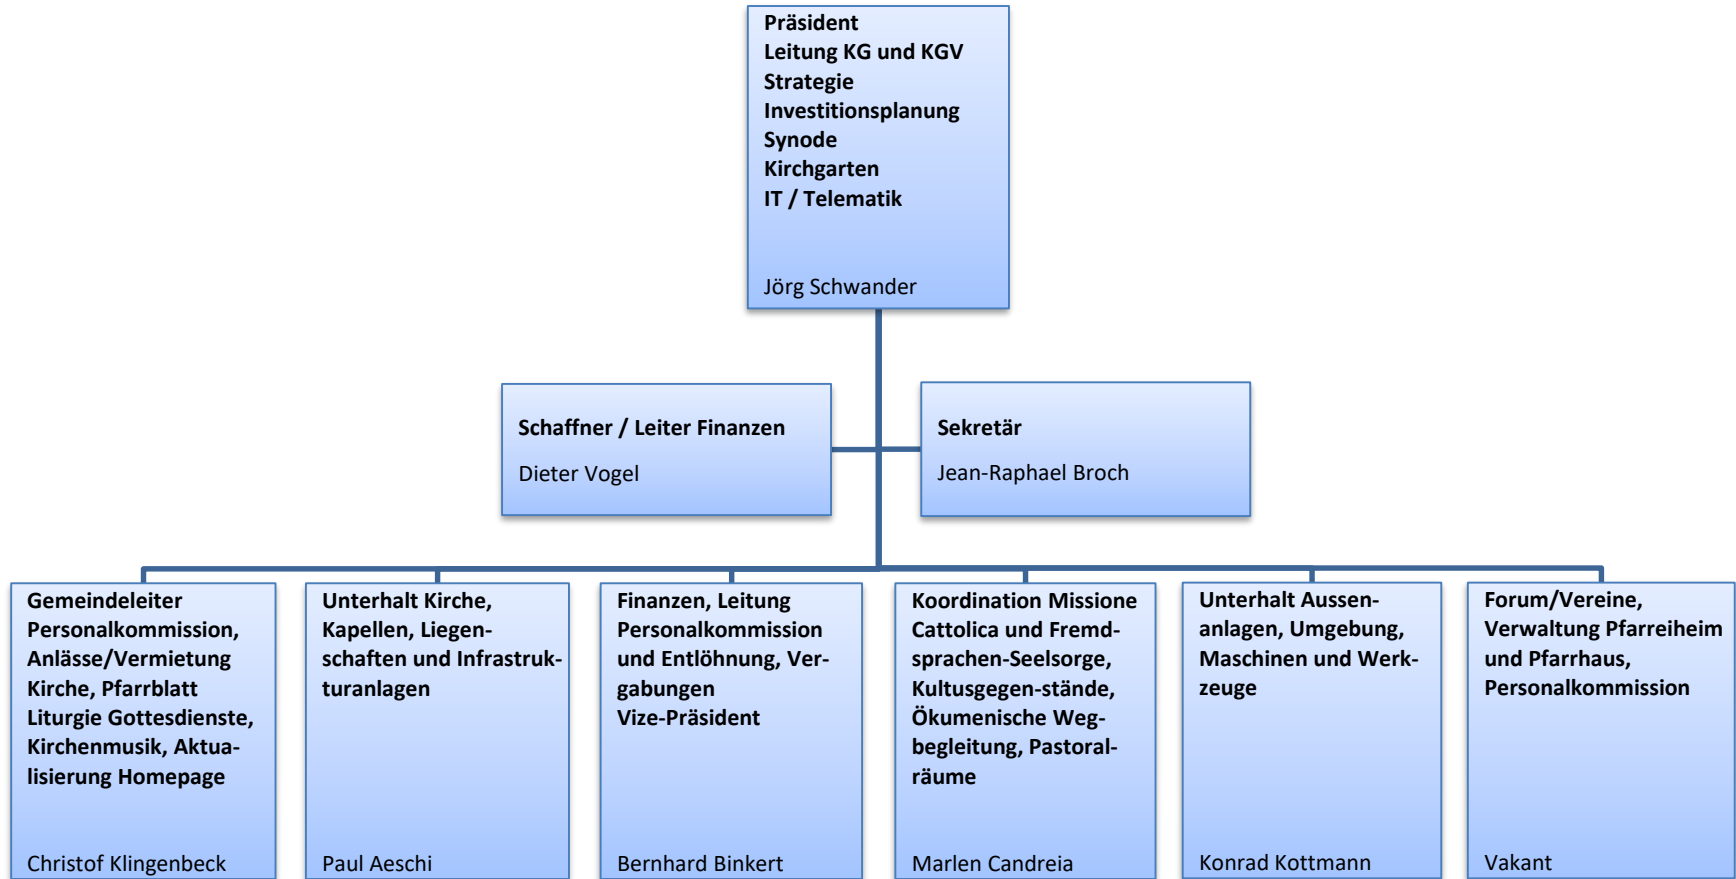 Präsident
Leitung KG und KGV
Strategie
Investitionsplanung
Synode
Kirchgarten
IT / Telematik
Jörg Schwander
Schaffner / Leiter Finanzen
Dieter Vogel
Sekretär
Jean-Raphael Broch
Gemeindeleiter
Personalkommission,
Anlässe/Vermietung
Kirche, Pfarrblatt
Liturgie Gottesdienste,
Kirchenmusik, Aktua-
lisierung Homepage
Christof Klingenbeck
Unterhalt Kirche,
Kapellen, Liegen-
schaften und Infrastruk-
turanlagen
Paul Aeschi
Finanzen, Leitung
Personalkommission
und Entlöhnung, Ver-
gabungen
Vize-Präsident
Bernhard Binkert
Koordination Missione
Cattolica und Fremd-
sprachen-Seelsorge,
Kultusgegen-stände,
Ökumenische Weg-
begleitung, Pastoral-
räume
Marlen Candreia
Unterhalt Aussen-
anlagen, Umgebung,
Maschinen und Werk-
zeuge
Konrad Kottmann
Forum/Vereine,
Verwaltung Pfarreiheim
und Pfarrhaus,
Personalkommission
Vakant